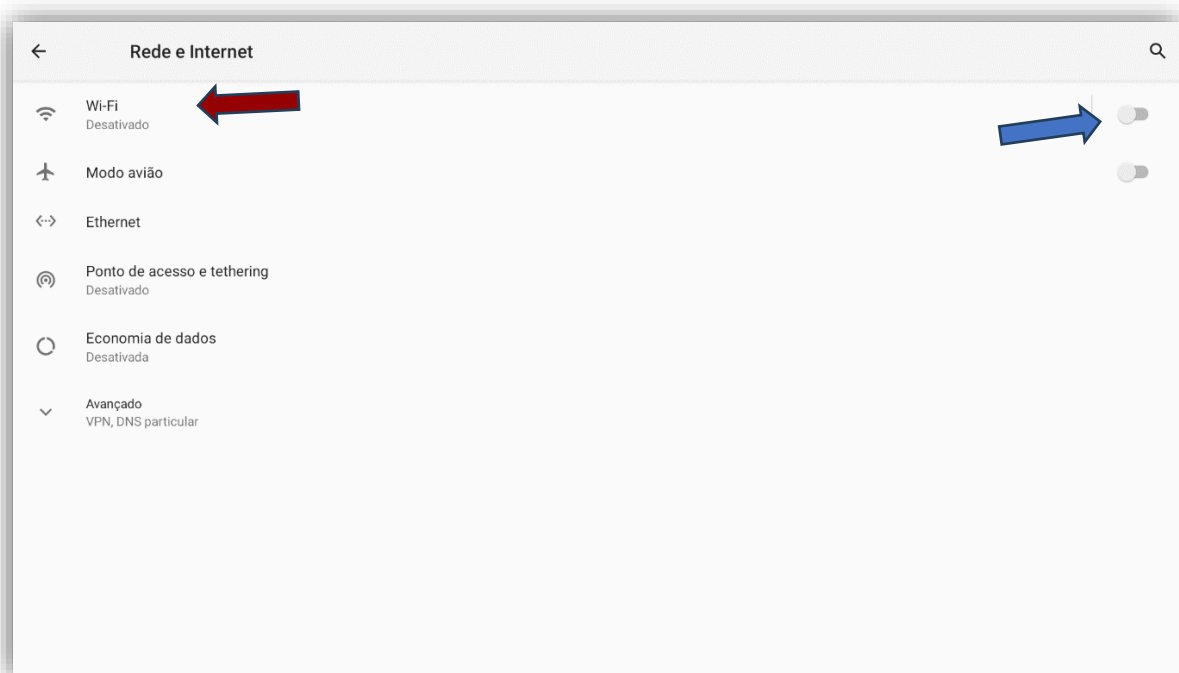 Rede e Internet
Wi-Fi
Desativado
Modo avião
Ethernet
Ponto de acesso e tethering
Desativado
Economia de dados
Desativada
Avançado
VPN, DNS particular